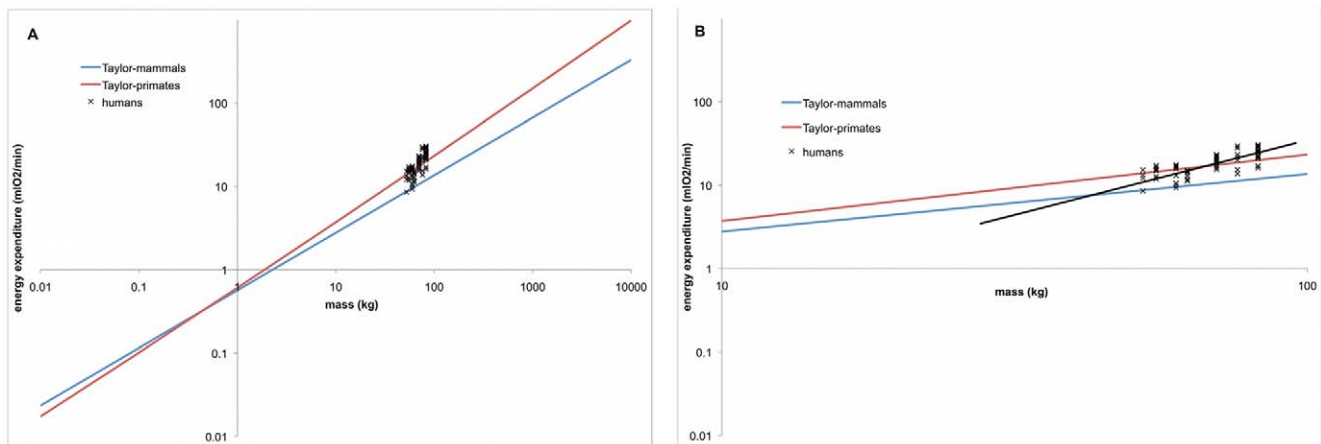 A
Taylor-mammals
Taylor-primates
humans
energy expenditure (mlO2/min)
100
10
1
0.1
0.01
0.01
0.1
1
10
100
1000
10000
mass (kg)
B
Taylor-mammals
Taylor-primates
humans
energy expenditure (mlO2/min)
100
10
1
0.1
0.01
10
100
mass (kg)